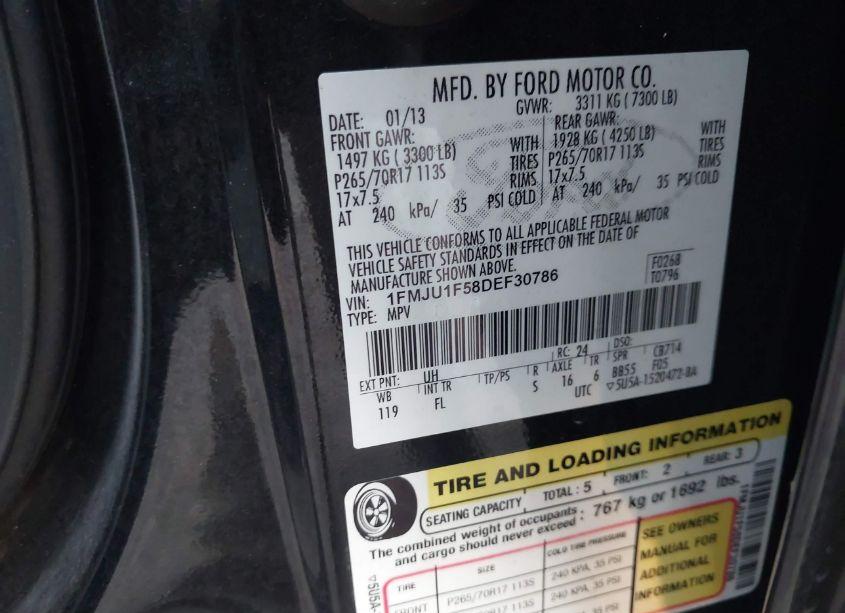 MFD. BY FORD MOTOR CO.
DATE: 01/13 GVWR: 3311 KG ( 7300 LB)
FRONT GAWR: REAR GAWR:
1497 KG ( 3300 LB) WITH 1928 KG ( 4250 LB) WITH
P265/70R17 113S TIRES P265/70R17 113S TIRES
17x7.5 RIMS 17x7.5 RIMS
AT 240 kPa/ 35 PSI COLD AT 240 kPa/ 35 PSI COLD
THIS VEHICLE CONFORMS TO ALL APPLICABLE FEDERAL MOTOR
VEHICLE SAFETY STANDARDS IN EFFECT ON THE DATE OF
MANUFACTURE SHOWN ABOVE.
VIN: 1FMJU1F58DEF30786 F0268
TYPE: MPV T0796
EXT PNT: UH RC: 24 DSO:
WB INT TR TP/PS R AXLE TR SPR CB714
119 FL S 16 6 BB55 F05
UTC ▽5U5A-1520472-BA
TIRE AND LOADING INFORMATION
SEATING CAPACITY TOTAL : 5 FRONT: 2 REAR: 3
The combined weight of occupants and cargo should never exceed : 767 kg or 1692 lbs.
TIRE SIZE COLD TIRE PRESSURE
FRONT P265/70R17 113S 240 KPA, 35 PSI
SEE OWNERS
MANUAL FOR
ADDITIONAL
INFORMATION
▽5U5A-